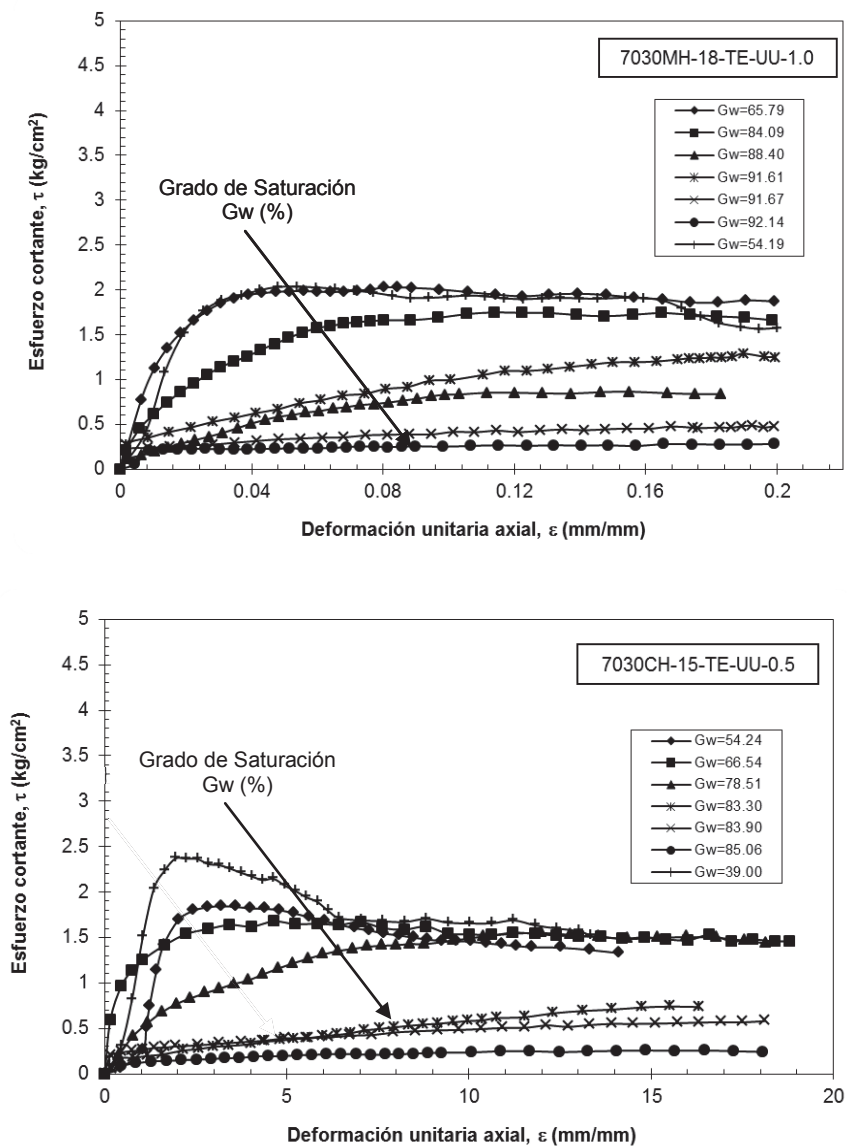 7030MH-18-TE-UU-1.0
Gw=65.79
Gw=84.09
Gw=88.40
Gw=91.61
Gw=91.67
Gw=92.14
Gw=54.19
Grado de Saturación
Gw (%)
Esfuerzo cortante, τ (kg/cm²)
5
4.5
4
3.5
3
2.5
2
1.5
1
0.5
0
0
0.04
0.08
0.12
0.16
0.2
Deformación unitaria axial, ε (mm/mm)
7030CH-15-TE-UU-0.5
Gw=54.24
Gw=66.54
Gw=78.51
Gw=83.30
Gw=83.90
Gw=85.06
Gw=39.00
Grado de Saturación
Gw (%)
Esfuerzo cortante, τ (kg/cm²)
5
4.5
4
3.5
3
2.5
2
1.5
1
0.5
0
0
5
10
15
20
Deformación unitaria axial, ε (mm/mm)